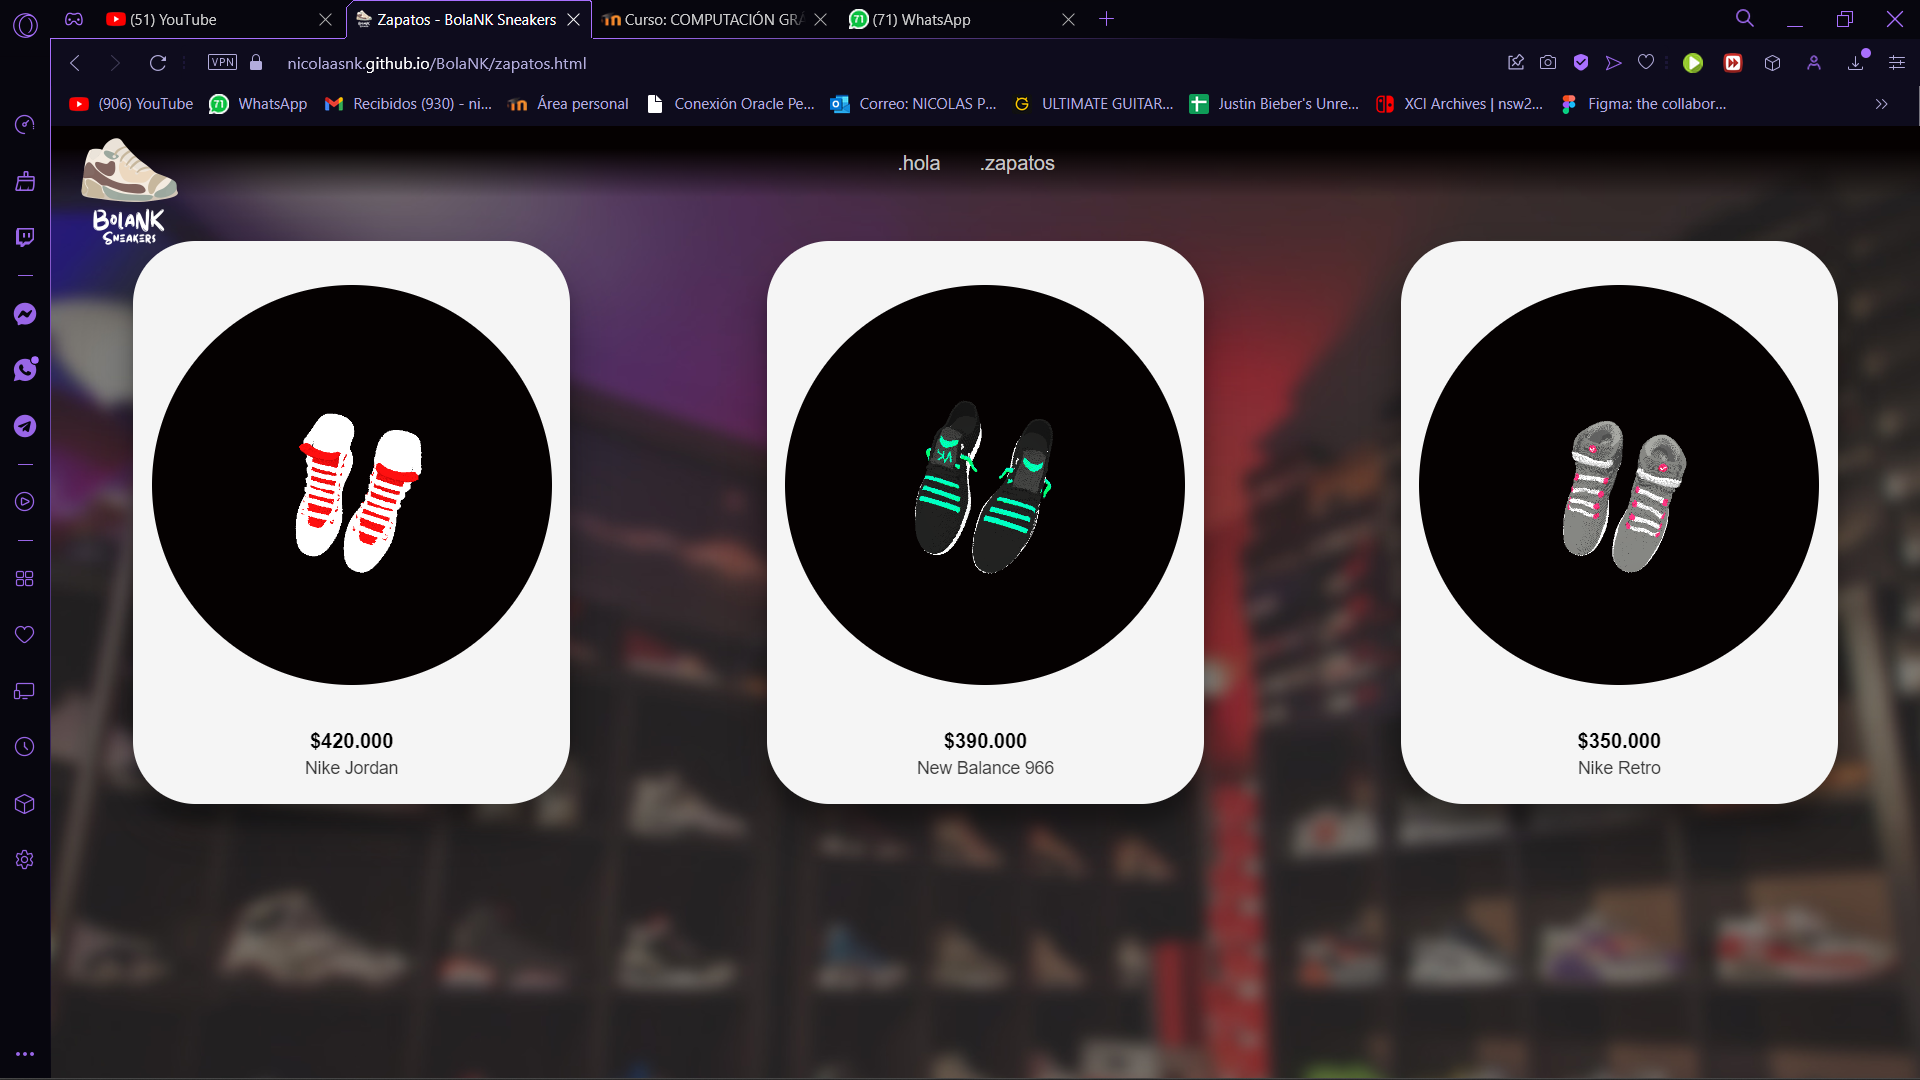 (51) YouTube
Zapatos - BolaNK Sneakers
Curso: COMPUTACIÓN GRÁ
(71) WhatsApp
VPN
nicolaasnk.github.io/BolaNK/zapatos.html
(906) YouTube
WhatsApp
Recibidos (930) - ni...
Área personal
Conexión Oracle Pe...
Correo: NICOLAS P...
ULTIMATE GUITAR...
Justin Bieber's Unre...
XCI Archives | nsw2...
Figma: the collabor...
.hola
.zapatos
BolaNK
Sneakers
$420.000
Nike Jordan
$390.000
New Balance 966
$350.000
Nike Retro